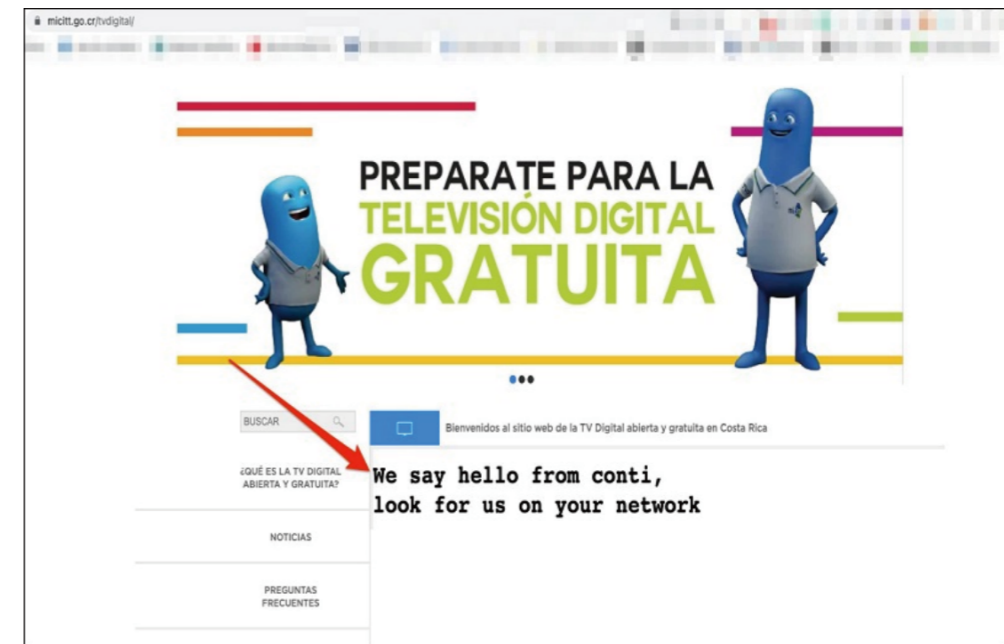 micitt.go.cr/tvdigital/
PREPARATE PARA LA
TELEVISIÓN DIGITAL
GRATUITA
BUSCAR
Bienvenidos al sitio web de la TV Digital abierta y gratuita en Costa Rica
¿QUÉ ES LA TV DIGITAL
ABIERTA Y GRATUITA?
We say hello from conti,
look for us on your network
NOTICIAS
PREGUNTAS
FRECUENTES